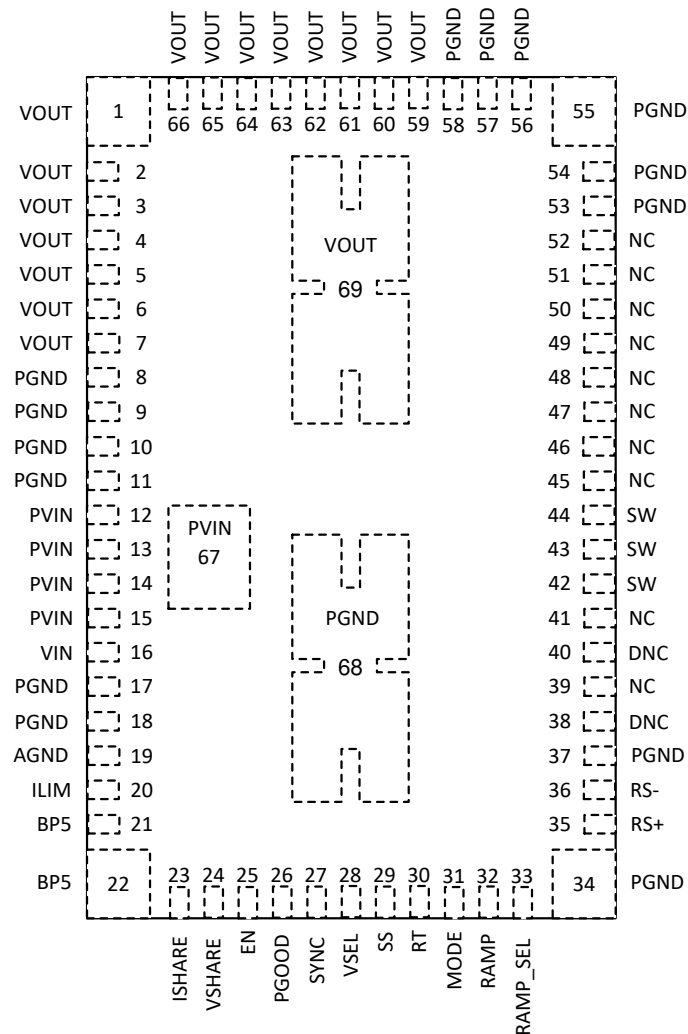 VOUT VOUT VOUT VOUT VOUT VOUT VOUT VOUT PGND PGND PGND
66 65 64 63 62 61 60 59 58 57 56
VOUT 1 55 PGND
VOUT 2 54 PGND
VOUT 3 53 PGND
VOUT 4 52 NC
VOUT 5 51 NC
VOUT 6 50 NC
VOUT 7 49 NC
PGND 8 48 NC
PGND 9 47 NC
PGND 10 46 NC
PGND 11 45 NC
PVIN 12 44 SW
PVIN 13 43 SW
PVIN 14 42 SW
PVIN 15 41 NC
VIN 16 40 DNC
PGND 17 39 NC
PGND 18 38 DNC
AGND 19 37 PGND
ILIM 20 36 RS-
BP5 21 35 RS+
BP5 22 34 PGND
VOUT
69
PVIN
67
PGND
68
23 24 25 26 27 28 29 30 31 32 33
ISHARE VSHARE EN PGOOD SYNC VSEL SS RT MODE RAMP RAMP_SEL